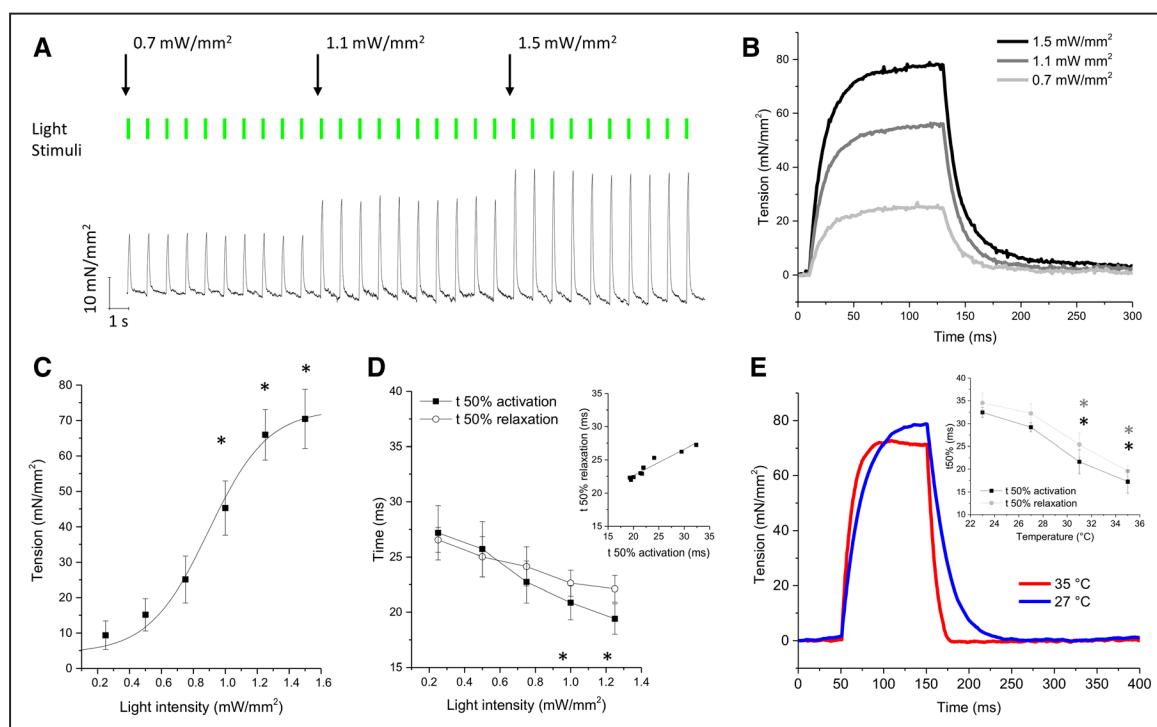 A
0.7 mW/mm²
1.1 mW/mm²
1.5 mW/mm²
Light
Stimuli
10 mN/mm²
1 s
B
1.5 mW/mm²
1.1 mW mm²
0.7 mW/mm²
80
60
40
20
0
Tension (mN/mm²)
0 50 100 150 200 250 300
Time (ms)
C
* * *
80
70
60
50
40
30
20
10
0
Tension (mN/mm²)
0.2 0.4 0.6 0.8 1.0 1.2 1.4 1.6
Light intensity (mW/mm²)
D
t 50% activation
t 50% relaxation
40
35
30
25
20
15
Time (ms)
* *
0.2 0.4 0.6 0.8 1.0 1.2 1.4
Light intensity (mW/mm²)
35
31
27
22
19
15
t 50% relaxation (ms)
15 20 25 30 35
t 50% activation (ms)
E
80
60
40
20
0
Tension (mN/mm²)
0 50 100 150 200 250 300 350 400
Time (ms)
35 °C
27 °C
40
35
30
25
20
15
10
t50% (ms)
* *
* *
t 50% activation
t 50% relaxation
24 26 28 30 32 34 36
Temperature (°C)